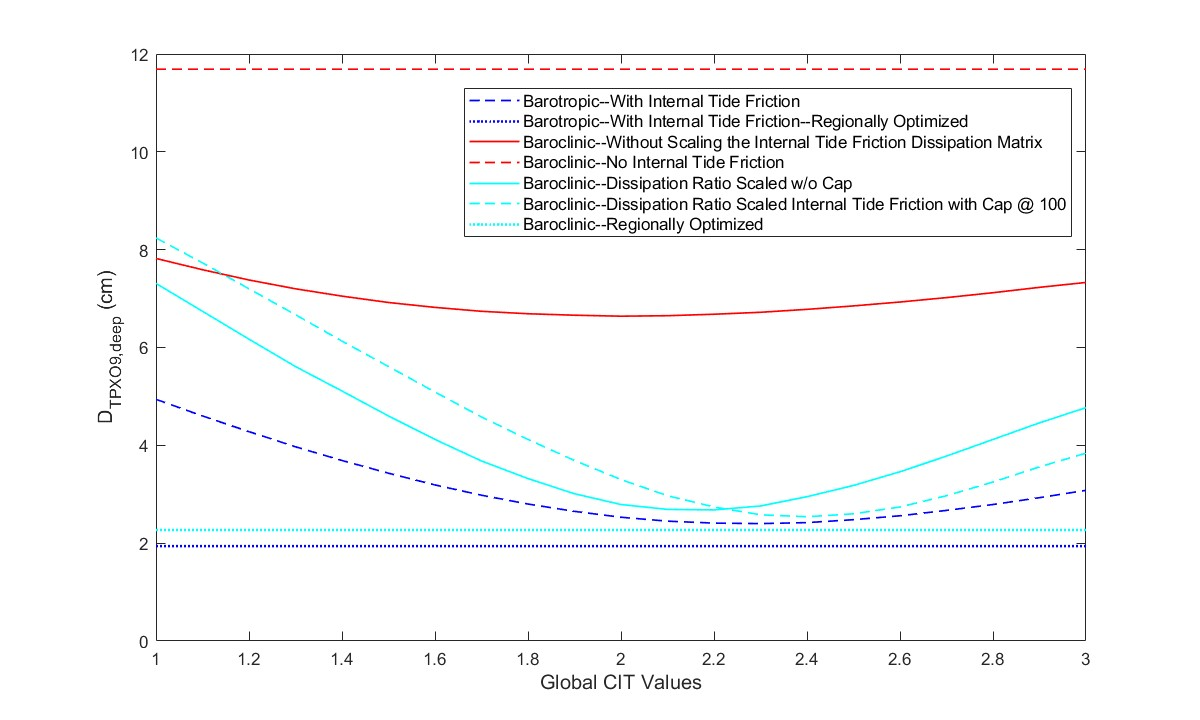 12
10
8
6
4
2
0
D_TPXO9,deep (cm)
Barotropic--With Internal Tide Friction
Barotropic--With Internal Tide Friction--Regionally Optimized
Baroclinic--Without Scaling the Internal Tide Friction Dissipation Matrix
Baroclinic--No Internal Tide Friction
Baroclinic--Dissipation Ratio Scaled w/o Cap
Baroclinic--Dissipation Ratio Scaled Internal Tide Friction with Cap @ 100
Baroclinic--Regionally Optimized
1 1.2 1.4 1.6 1.8 2 2.2 2.4 2.6 2.8 3
Global CIT Values